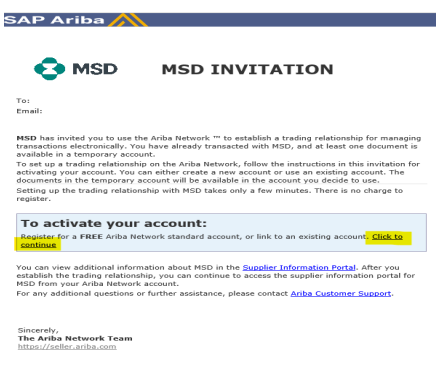 SAP Ariba
MSD MSD INVITATION
To:
Email:
MSD has invited you to use the Ariba Network ™ to establish a trading relationship for managing
transactions electronically. You have already transacted with MSD, and at least one document is
available in a temporary account.
To set up a trading relationship on the Ariba Network, follow the instructions in this invitation for
activating your account. You can either create a new account or use an existing account. The
documents in the temporary account will be available in the account you decide to use.
Setting up the trading relationship with MSD takes only a few minutes. There is no charge to
register.
To activate your account:
Register for a FREE Ariba Network standard account, or link to an existing account. Click to
continue
You can view additional information about MSD in the Supplier Information Portal. After you
establish the trading relationship, you can continue to access the supplier information portal for
MSD from your Ariba Network account.
For any additional questions or further assistance, please contact Ariba Customer Support.
Sincerely,
The Ariba Network Team
https://seller.ariba.com